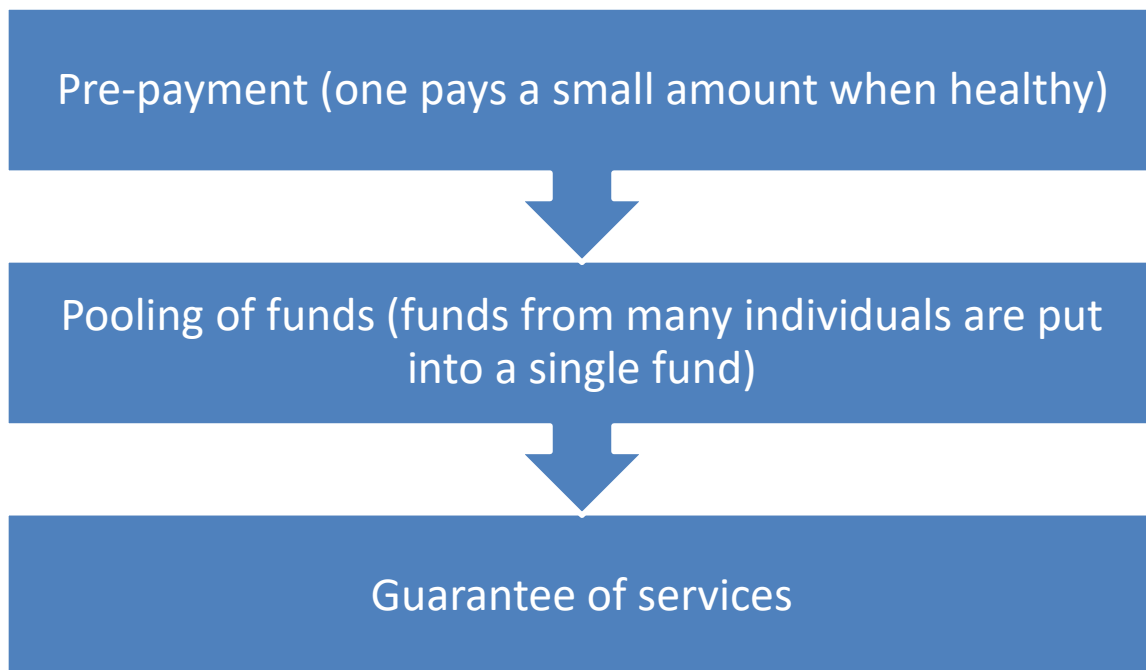 Pre-payment (one pays a small amount when healthy)
Pooling of funds (funds from many individuals are put
into a single fund)
Guarantee of services